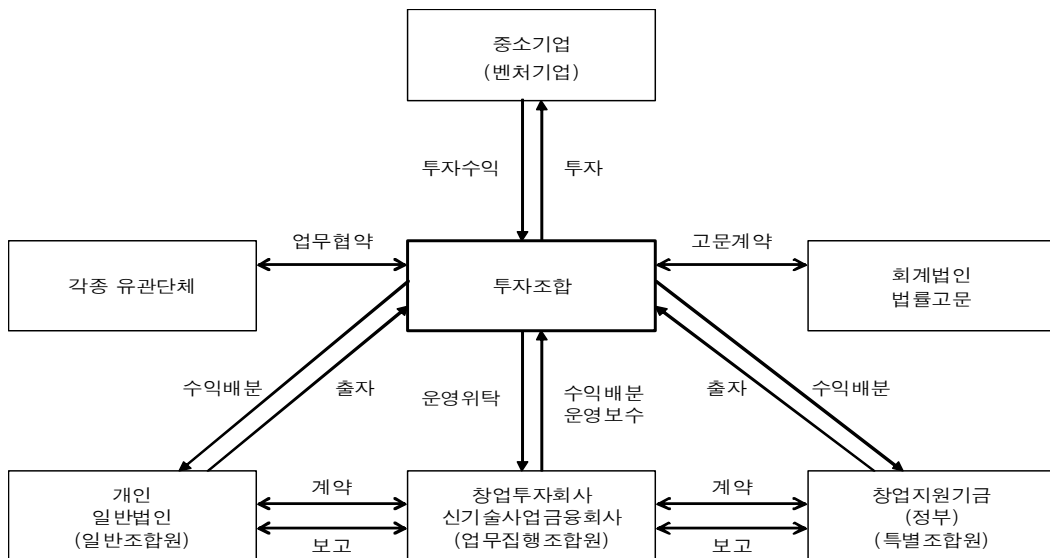 중소기업
(벤처기업)
투자수익
투자
업무협약
고문계약
각종 유관단체
투자조합
회계법인
법률고문
수익배분
출자
운영위탁
수익배분
운영보수
출자
수익배분
개인
일반법인
(일반조합원)
계약
보고
창업투자회사
신기술사업금융회사
(업무집행조합원)
계약
보고
창업지원기금
(정부)
(특별조합원)